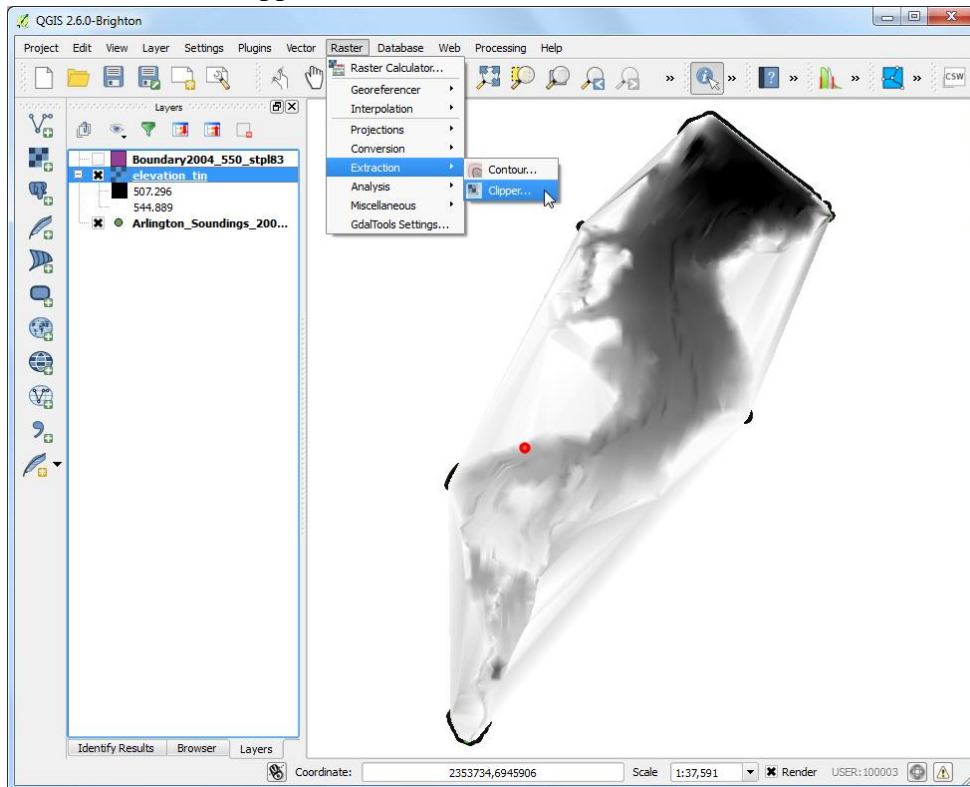 QGIS 2.6.0-Brighton
Project Edit View Layer Settings Plugins Vector Raster Database Web Processing Help
Raster Calculator...
Georeferencer
Interpolation
Projections
Conversion
Extraction
Analysis
Miscellaneous
GdalTools Settings...
Contour...
Clipper...
CSW
Layers
Boundary2004_550_stpl83
elevation_tin
507.296
544.889
Arlington_Soundings_200...
Identify Results Browser Layers
Coordinate: 2353734,6945906 Scale 1:37,591 Render USER:100003